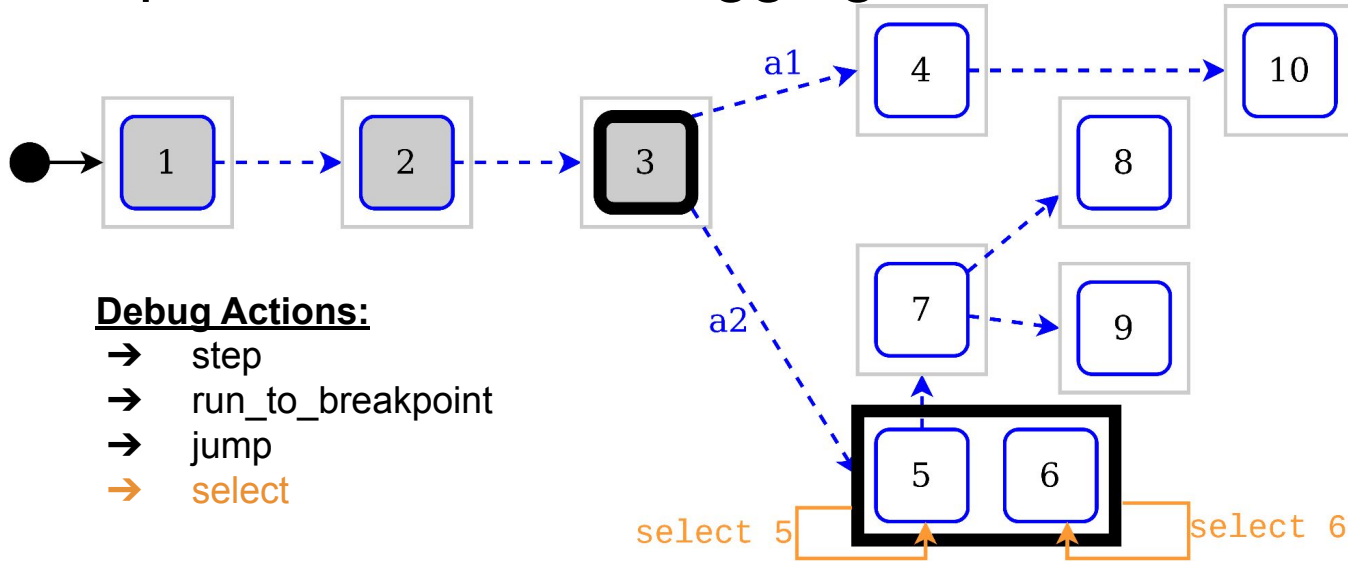 a1
4
10
1
2
3
8
7
9
a2
Debug Actions:
➔ step
➔ run_to_breakpoint
➔ jump
➔ select
5
6
select 5
select 6